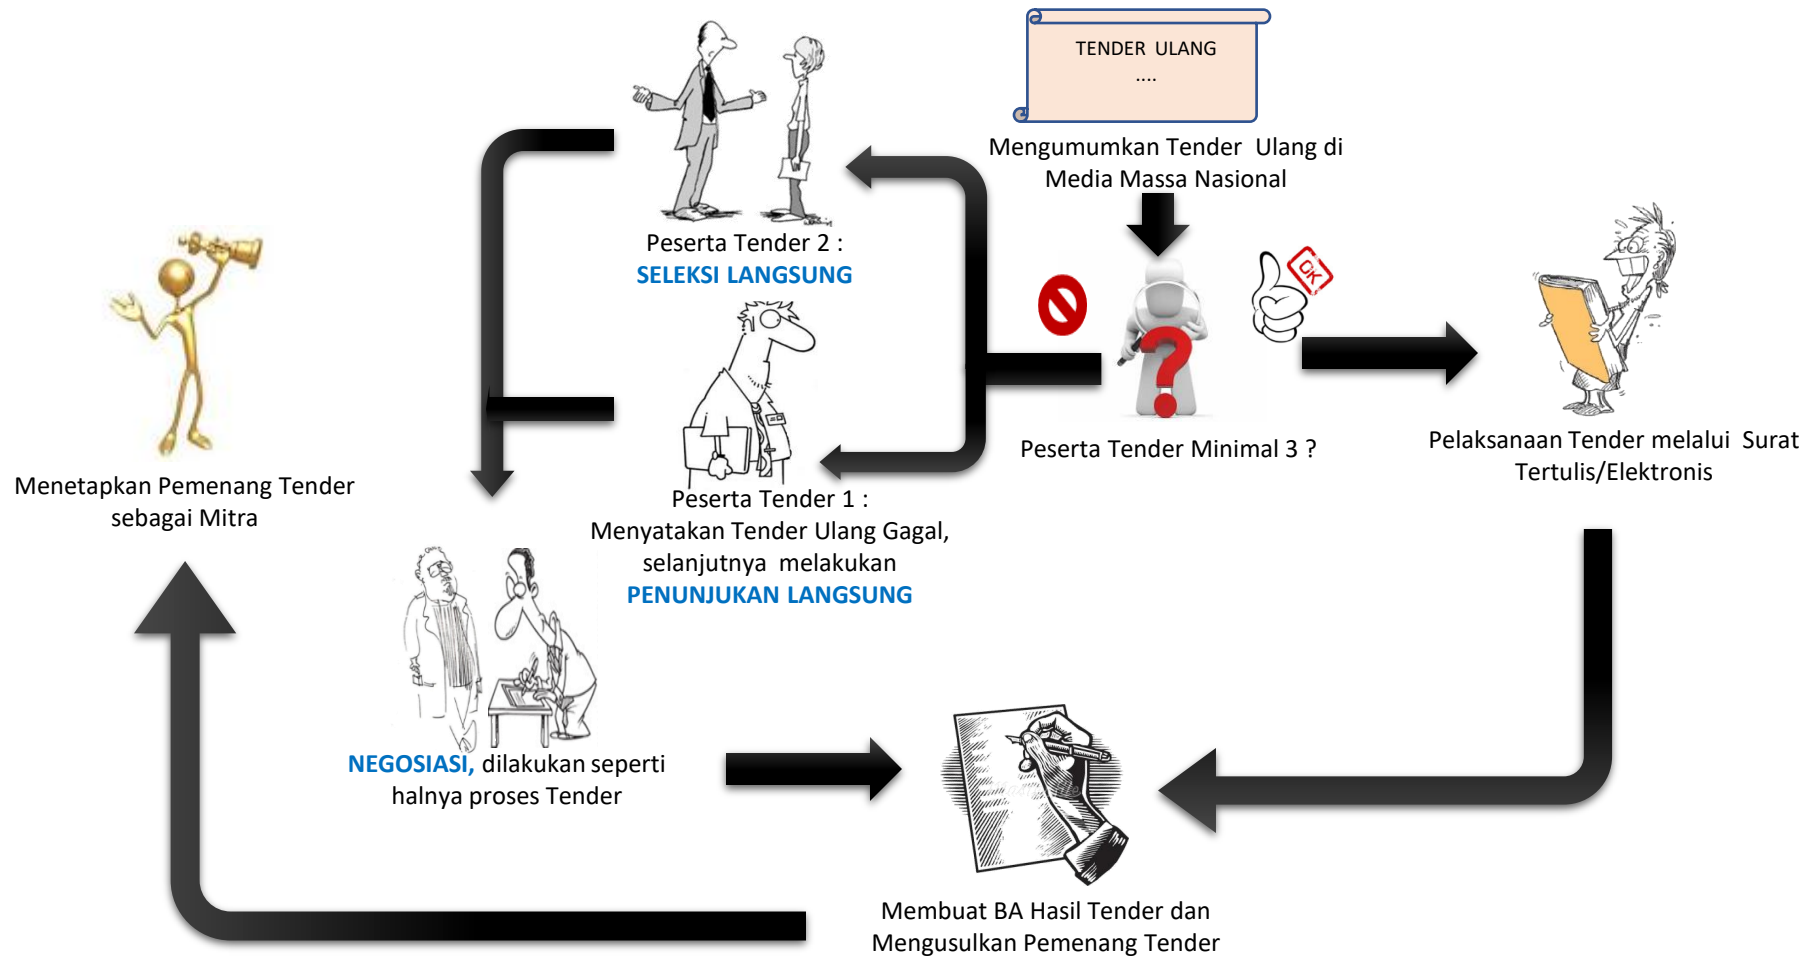 TENDER ULANG
....
Mengumumkan Tender Ulang di
Media Massa Nasional
OK
Peserta Tender Minimal 3 ?
Pelaksanaan Tender melalui Surat
Tertulis/Elektronis
Peserta Tender 2 :
SELEKSI LANGSUNG
Peserta Tender 1 :
Menyatakan Tender Ulang Gagal,
selanjutnya melakukan
PENUNJUKAN LANGSUNG
NEGOSIASI, dilakukan seperti
halnya proses Tender
Membuat BA Hasil Tender dan
Mengusulkan Pemenang Tender
Menetapkan Pemenang Tender
sebagai Mitra